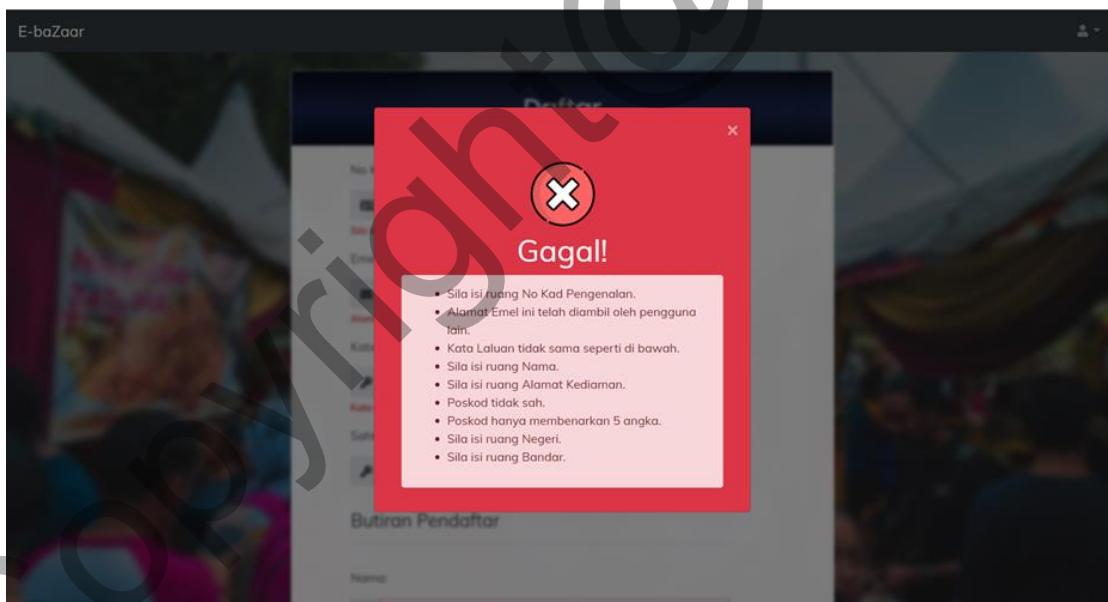 E-baZaar
Daftar
Gagal!
Sila isi ruang No Kad Pengenalan.
Alamat Emel ini telah diambil oleh pengguna
lain.
Kata Laluan tidak sama seperti di bawah.
Sila isi ruang Nama.
Sila isi ruang Alamat Kediaman.
Poskod tidak sah.
Poskod hanya membenarkan 5 angka.
Sila isi ruang Negeri.
Sila isi ruang Bandar.
Butiran Pendaftar
Nama: